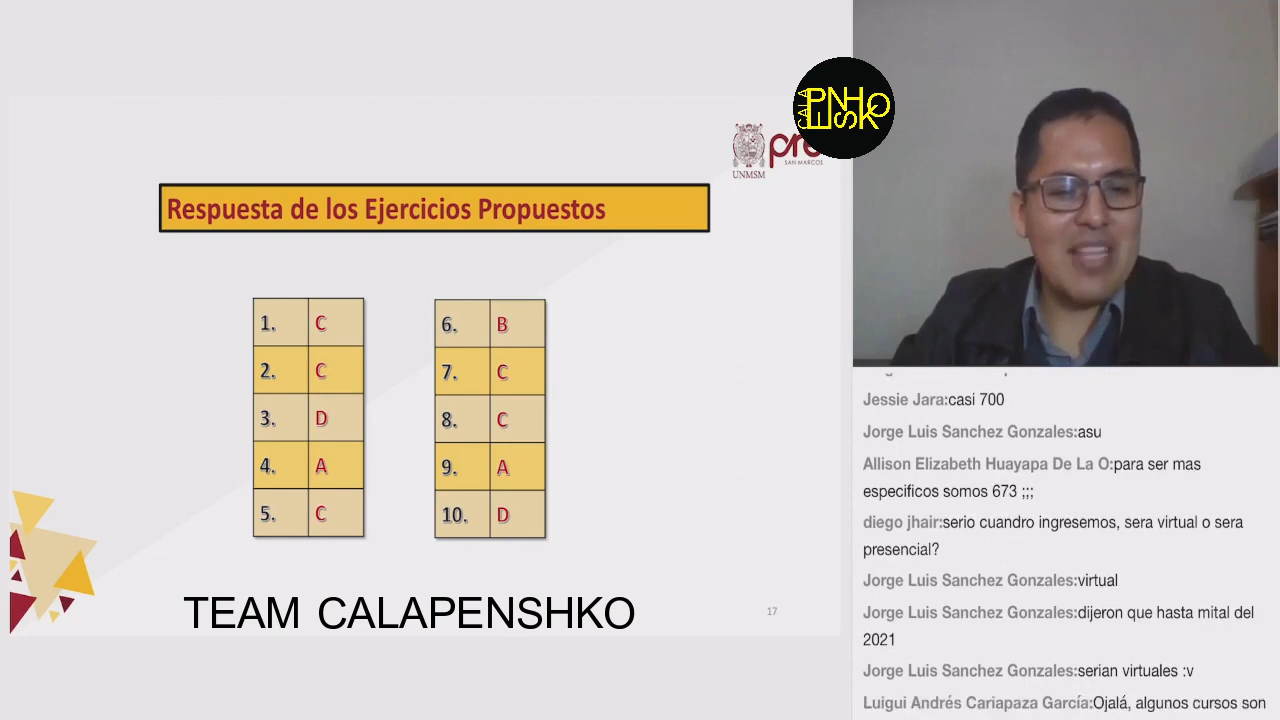 CALA
PENSHKO
pre
SAN MARCOS
UNMSM
Respuesta de los Ejercicios Propuestos
1. C
2. C
3. D
4. A
5. C
6. B
7. C
8. C
9. A
10. D
TEAM CALAPENSHKO
17
Jessie Jara:casi 700
Jorge Luis Sanchez Gonzales:asu
Allison Elizabeth Huayapa De La O:para ser mas
especificos somos 673 ;;;
diego jhair:serio cuandro ingresemos, sera virtual o sera
presencial?
Jorge Luis Sanchez Gonzales:virtual
Jorge Luis Sanchez Gonzales:dijeron que hasta mital del
2021
Jorge Luis Sanchez Gonzales:serian virtuales :v
Luigui Andrés Cariapaza García:Ojalá, algunos cursos son